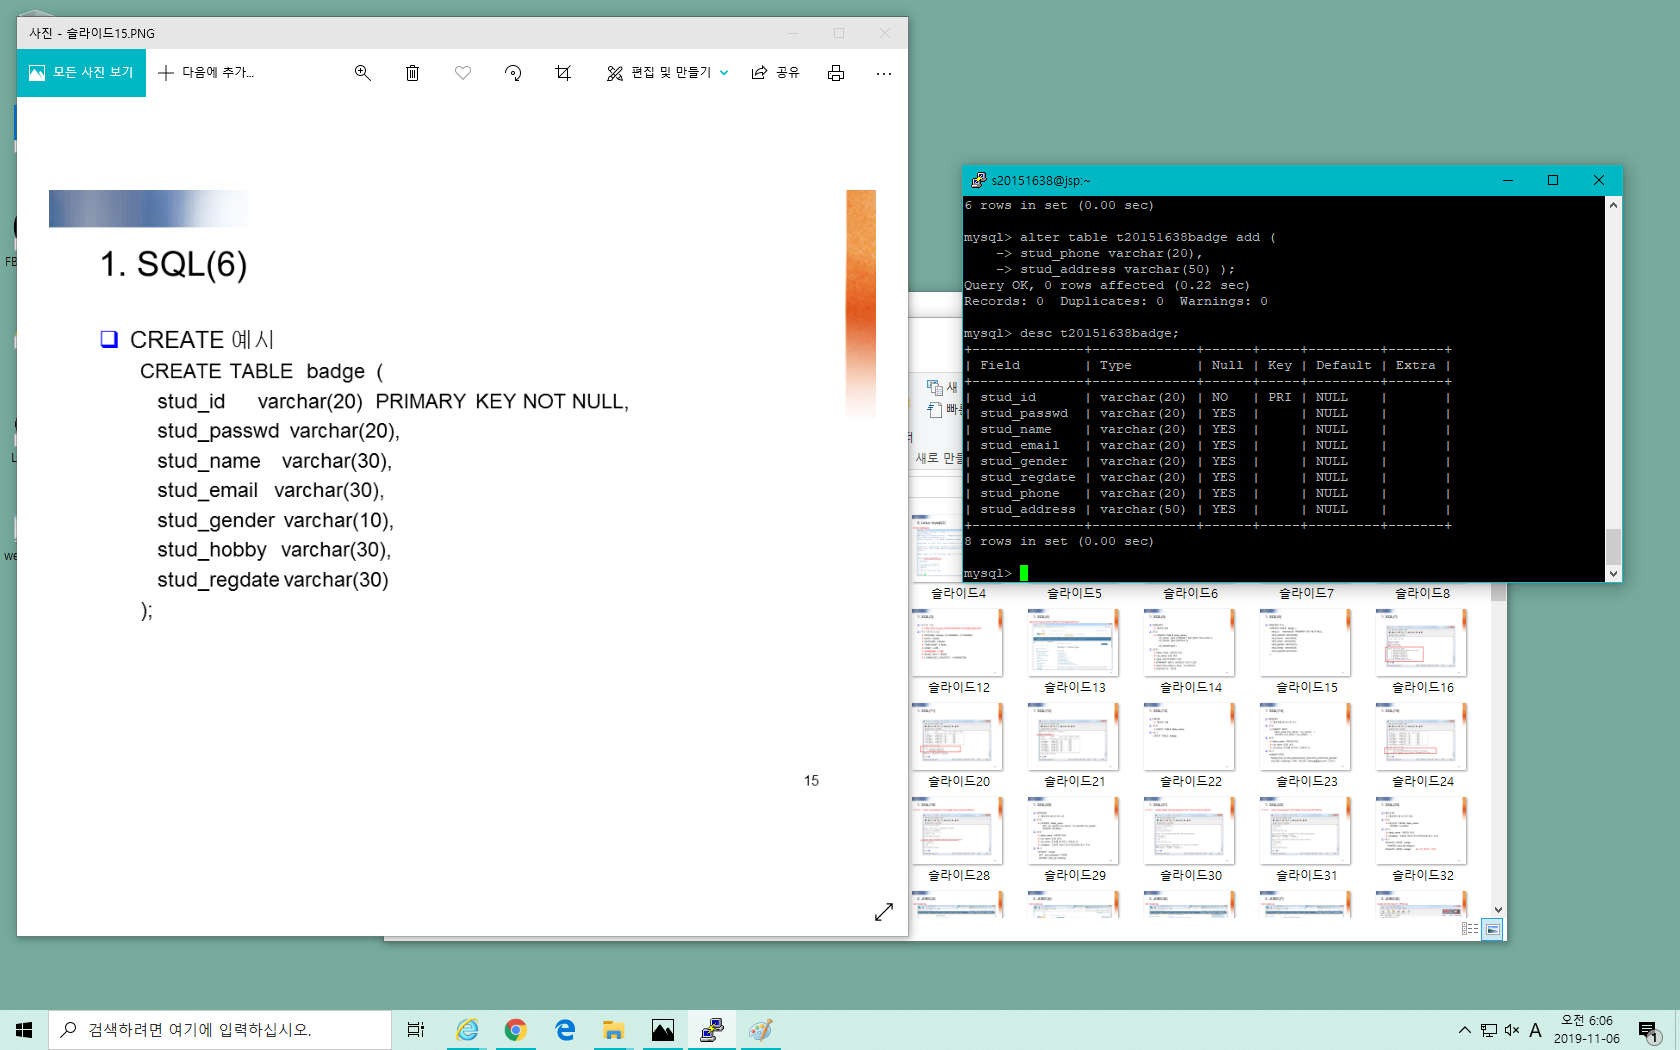 사진 - 슬라이드15.PNG
모든 사진 보기
다음에 추가...
편집 및 만들기
공유
1. SQL(6)
CREATE 예시
CREATE TABLE badge (
stud_id varchar(20) PRIMARY KEY NOT NULL,
stud_passwd varchar(20),
stud_name varchar(30),
stud_email varchar(30),
stud_gender varchar(10),
stud_hobby varchar(30),
stud_regdate varchar(30)
);
15
s20151638@jsp:~
6 rows in set (0.00 sec)
mysql> alter table t20151638badge add (
-> stud_phone varchar(20),
-> stud_address varchar(50) );
Query OK, 0 rows affected (0.22 sec)
Records: 0 Duplicates: 0 Warnings: 0
mysql> desc t20151638badge;
+--------------+-------------+------+-----+---------+-------+
| Field | Type | Null | Key | Default | Extra |
+--------------+-------------+------+-----+---------+-------+
| stud_id | varchar(20) | NO | PRI | NULL | |
| stud_passwd | varchar(20) | YES | | NULL | |
| stud_name | varchar(20) | YES | | NULL | |
| stud_email | varchar(20) | YES | | NULL | |
| stud_gender | varchar(20) | YES | | NULL | |
| stud_regdate | varchar(20) | YES | | NULL | |
| stud_phone | varchar(20) | YES | | NULL | |
| stud_address | varchar(50) | YES | | NULL | |
+--------------+-------------+------+-----+---------+-------+
8 rows in set (0.00 sec)
mysql>
새
빠른
새로 만들
슬라이드4 슬라이드5 슬라이드6 슬라이드7 슬라이드8
슬라이드12 슬라이드13 슬라이드14 슬라이드15 슬라이드16
슬라이드20 슬라이드21 슬라이드22 슬라이드23 슬라이드24
슬라이드28 슬라이드29 슬라이드30 슬라이드31 슬라이드32
FB
L
we
검색하려면 여기에 입력하십시오.
A
오전 6:06
2019-11-06
1